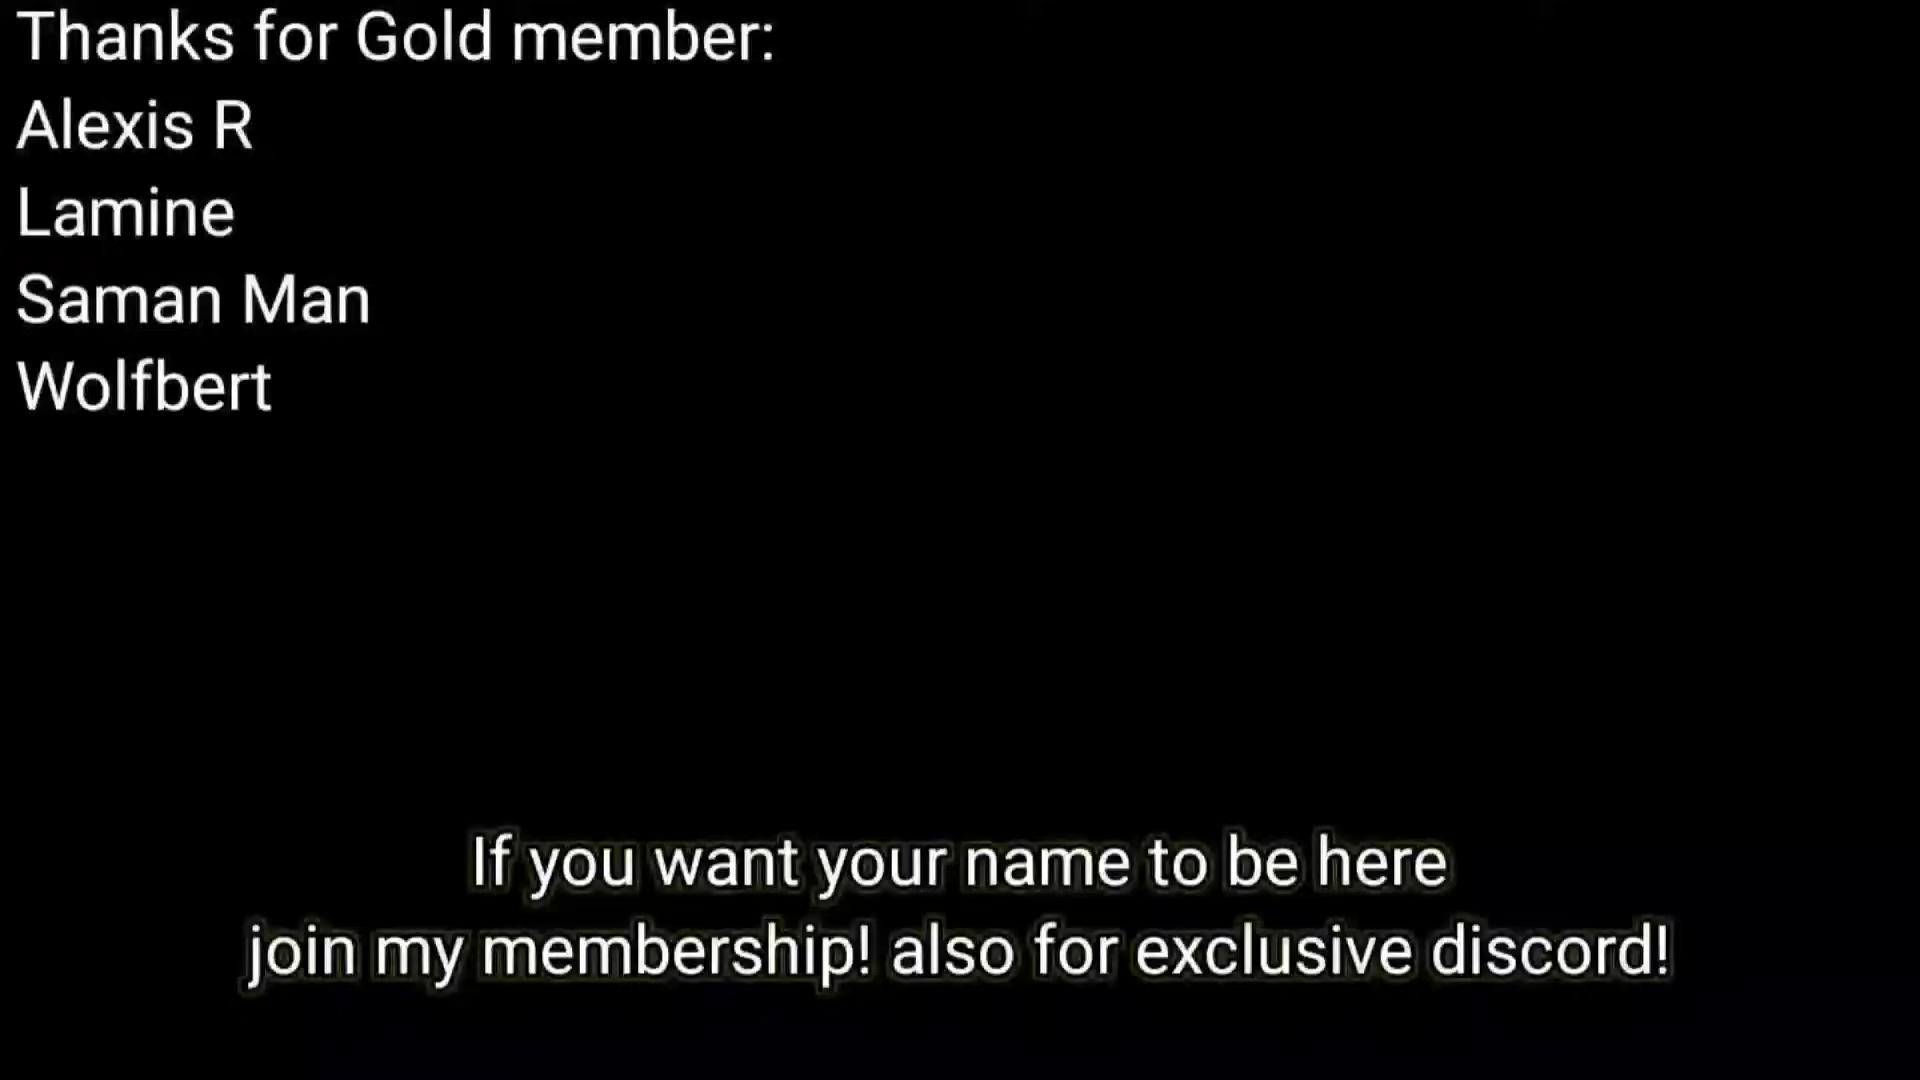 Thanks for Gold member:
Alexis R
Lamine
Saman Man
Wolfbert
If you want your name to be here
join my membership! also for exclusive discord!